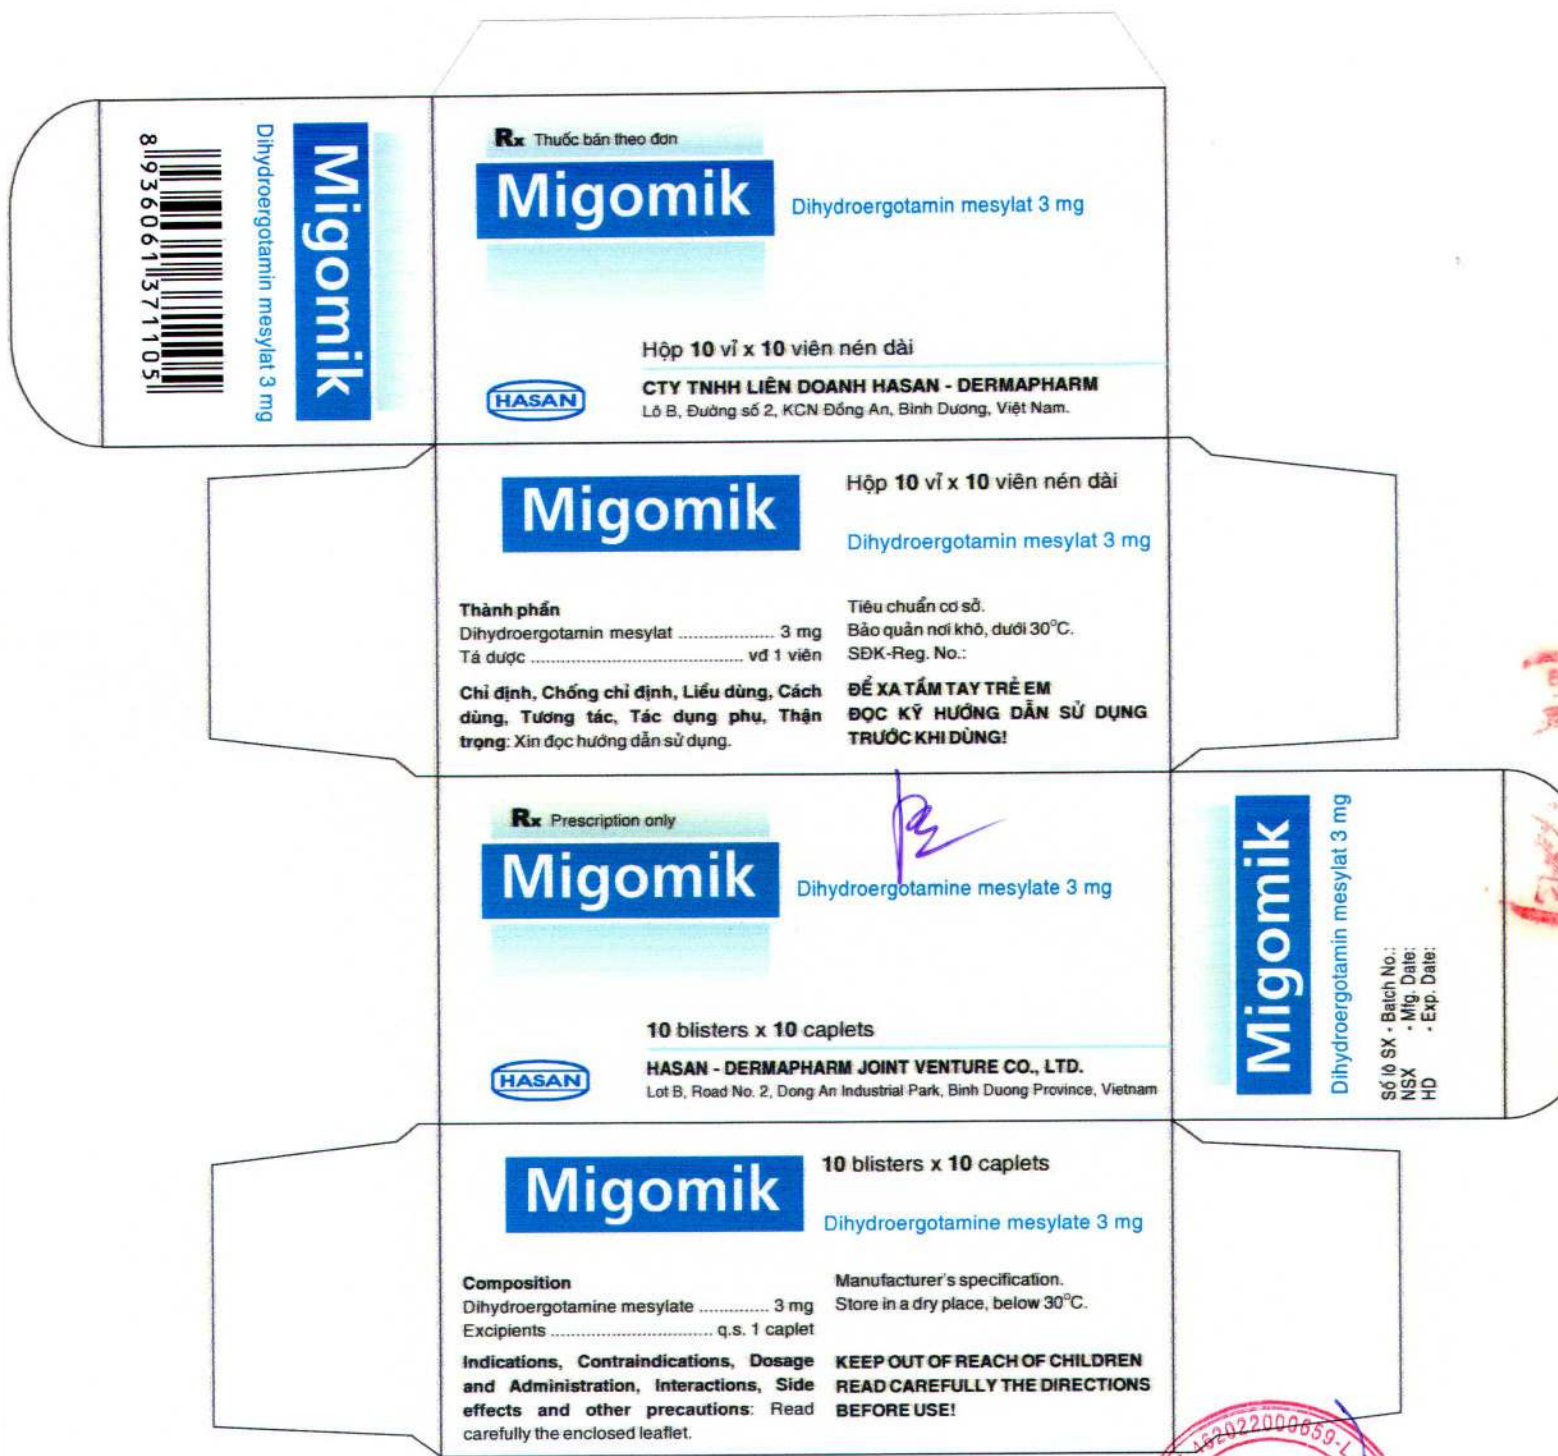 8 936061 371105
Dihydroergotamin mesylat 3 mg
Migomik
Rx Thuốc bán theo đơn
Migomik
Dihydroergotamin mesylat 3 mg
Hộp 10 vỉ x 10 viên nén dài
HASAN
CTY TNHH LIÊN DOANH HASAN - DERMAPHARM
Lô B, Đường số 2, KCN Đồng An, Bình Dương, Việt Nam.
Migomik
Hộp 10 vỉ x 10 viên nén dài
Dihydroergotamin mesylat 3 mg
Thành phần
Dihydroergotamin mesylat ................... 3 mg
Tá dược .......................................... vđ 1 viên
Chỉ định, Chống chỉ định, Liều dùng, Cách
dùng, Tương tác, Tác dụng phụ, Thận
trọng: Xin đọc hướng dẫn sử dụng.
Tiêu chuẩn cơ sở.
Bảo quản nơi khô, dưới 30°C.
SĐK-Reg. No.:
ĐỂ XA TẦM TAY TRẺ EM
ĐỌC KỸ HƯỚNG DẪN SỬ DỤNG
TRƯỚC KHI DÙNG!
Rx Prescription only
Migomik
Dihydroergotamine mesylate 3 mg
10 blisters x 10 caplets
HASAN
HASAN - DERMAPHARM JOINT VENTURE CO., LTD.
Lot B, Road No. 2, Dong An Industrial Park, Binh Duong Province, Vietnam
Migomik
Dihydroergotamin mesylat 3 mg
Số lô SX - Batch No.:
NSX - Mfg. Date:
HD - Exp. Date:
Migomik
10 blisters x 10 caplets
Dihydroergotamine mesylate 3 mg
Composition
Dihydroergotamine mesylate .............. 3 mg
Excipients ................................ q.s. 1 caplet
Indications, Contraindications, Dosage
and Administration, Interactions, Side
effects and other precautions: Read
carefully the enclosed leaflet.
Manufacturer's specification.
Store in a dry place, below 30°C.
KEEP OUT OF REACH OF CHILDREN
READ CAREFULLY THE DIRECTIONS
BEFORE USE!
462022000659-L